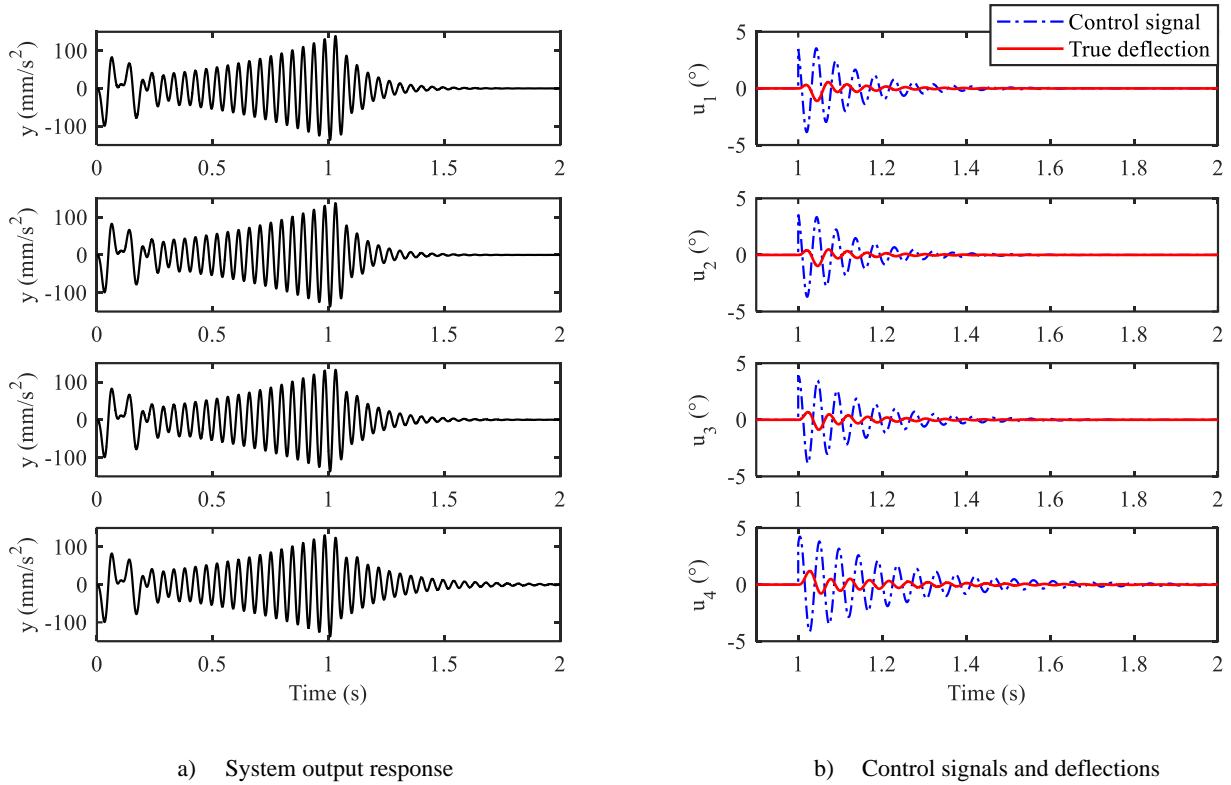 100
0
-100
y (mm/s²)
0 0.5 1 1.5 2
100
0
-100
y (mm/s²)
0 0.5 1 1.5 2
100
0
-100
y (mm/s²)
0 0.5 1 1.5 2
100
0
-100
y (mm/s²)
0 0.5 1 1.5 2
Time (s)
a) System output response
Control signal
True deflection
5
0
-5
u₁ (°)
1 1.2 1.4 1.6 1.8 2
5
0
-5
u₂ (°)
1 1.2 1.4 1.6 1.8 2
5
0
-5
u₃ (°)
1 1.2 1.4 1.6 1.8 2
5
0
-5
u₄ (°)
1 1.2 1.4 1.6 1.8 2
Time (s)
b) Control signals and deflections